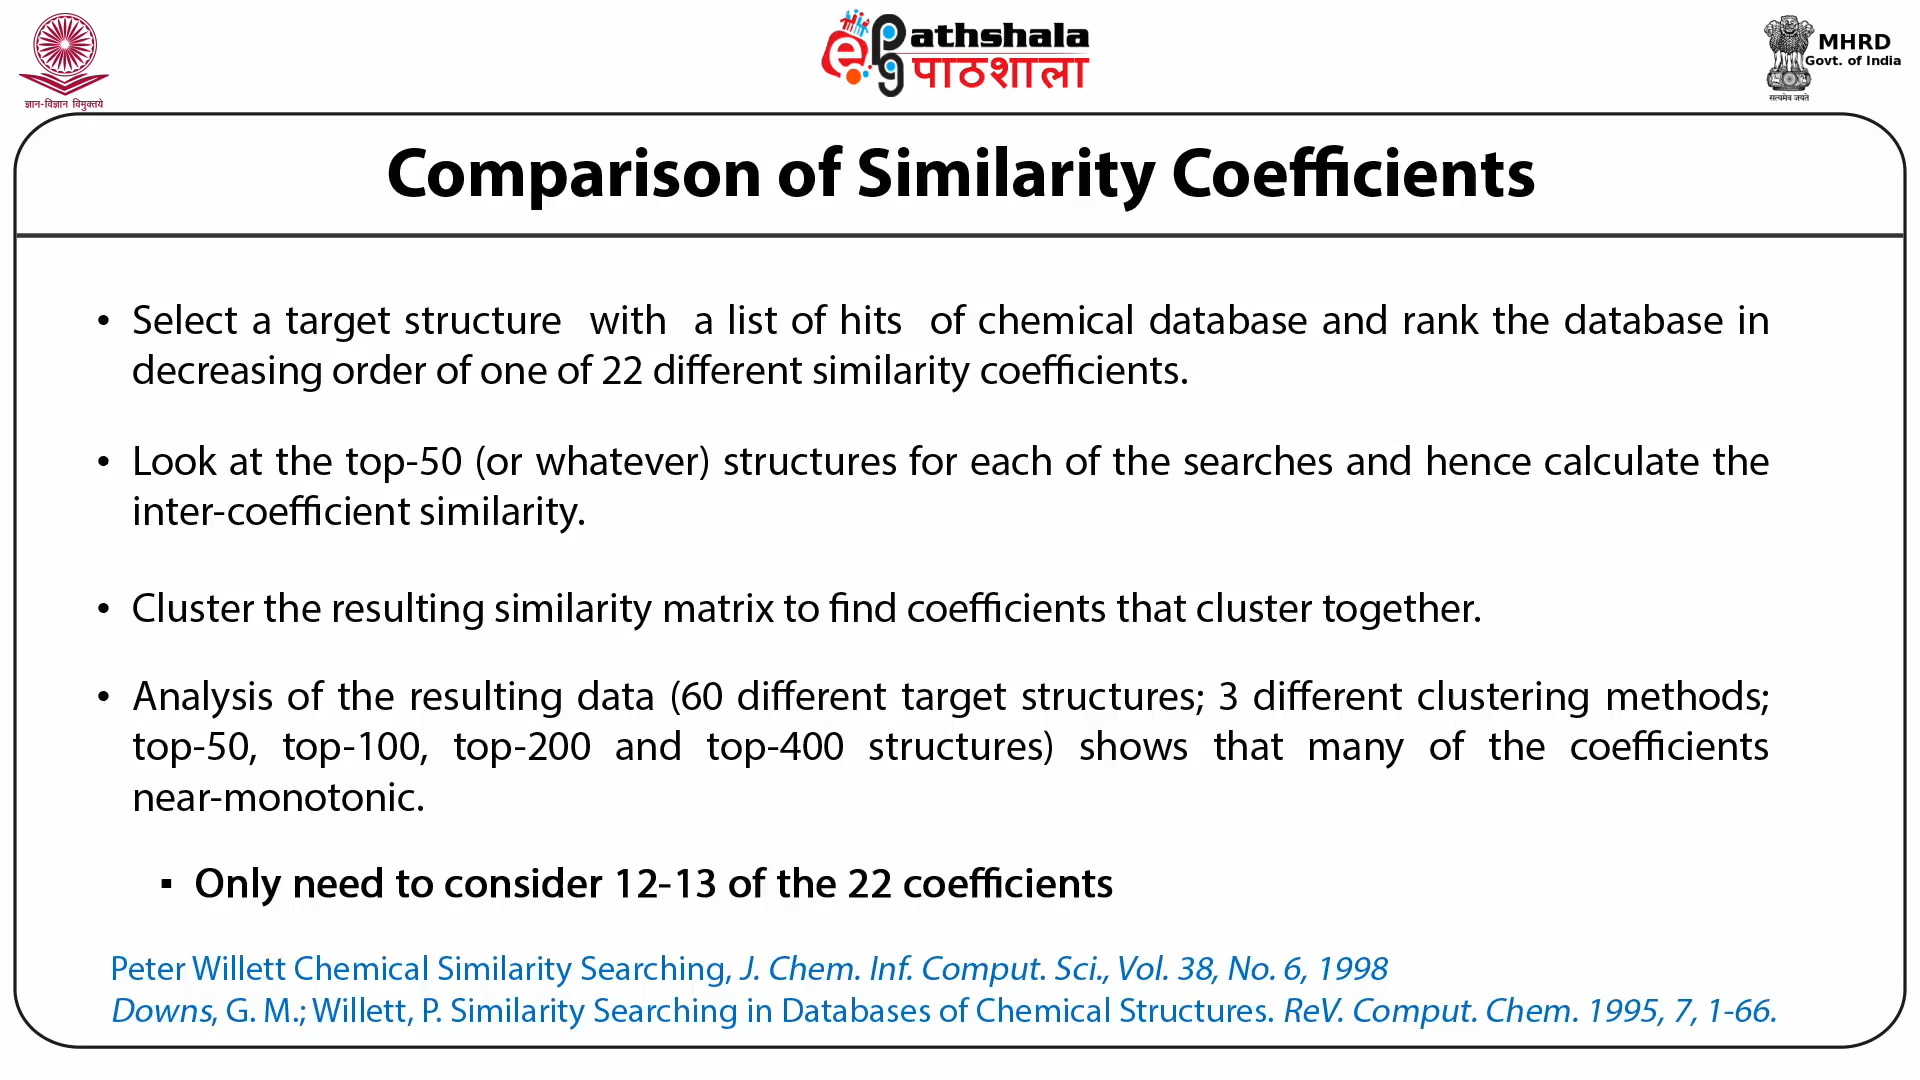 ज्ञान-विज्ञान विमुक्तये
ePathshala
पाठशाला
MHRD
Govt. of India
सत्यमेव जयते
Comparison of Similarity Coefficients
• Select a target structure with a list of hits of chemical database and rank the database in
decreasing order of one of 22 different similarity coefficients.
• Look at the top-50 (or whatever) structures for each of the searches and hence calculate the
inter-coefficient similarity.
• Cluster the resulting similarity matrix to find coefficients that cluster together.
• Analysis of the resulting data (60 different target structures; 3 different clustering methods;
top-50, top-100, top-200 and top-400 structures) shows that many of the coefficients
near-monotonic.
▪ Only need to consider 12-13 of the 22 coefficients
Peter Willett Chemical Similarity Searching, J. Chem. Inf. Comput. Sci., Vol. 38, No. 6, 1998
Downs, G. M.; Willett, P. Similarity Searching in Databases of Chemical Structures. ReV. Comput. Chem. 1995, 7, 1-66.